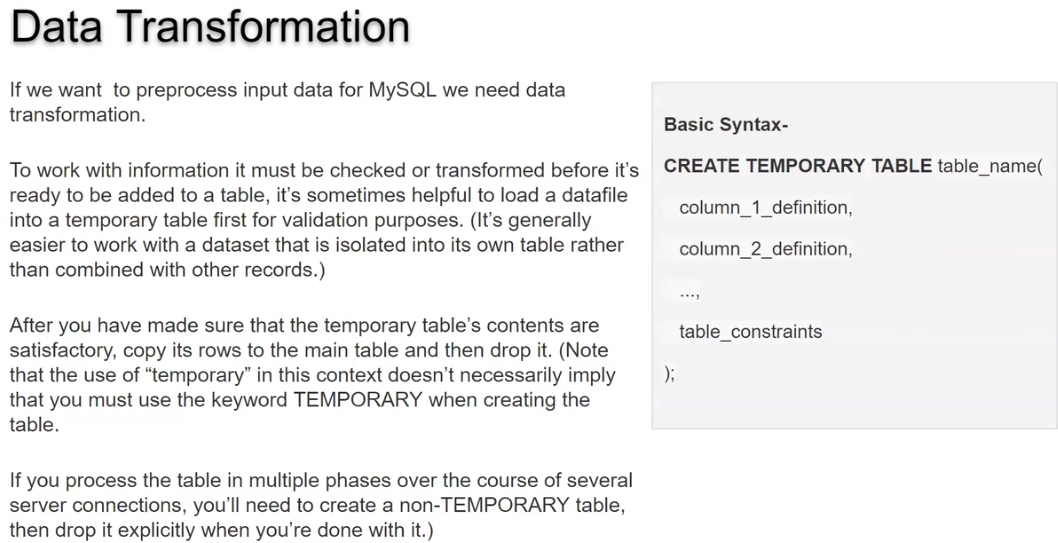 Data Transformation
If we want  to preprocess input data for MySQL we need data
transformation.
To work with information it must be checked or transformed before it's
ready to be added to a table, it's sometimes helpful to load a datafile
into a temporary table first for validation purposes. (It's generally
easier to work with a dataset that is isolated into its own table rather
than combined with other records.)
After you have made sure that the temporary table's contents are
satisfactory, copy its rows to the main table and then drop it. (Note
that the use of “temporary” in this context doesn't necessarily imply
that you must use the keyword TEMPORARY when creating the
table.
If you process the table in multiple phases over the course of several
server connections, you'll need to create a non-TEMPORARY table,
then drop it explicitly when you're done with it.)
Basic Syntax-
CREATE TEMPORARY TABLE table_name(
column_1_definition,
column_2_definition,
...,
table_constraints
);